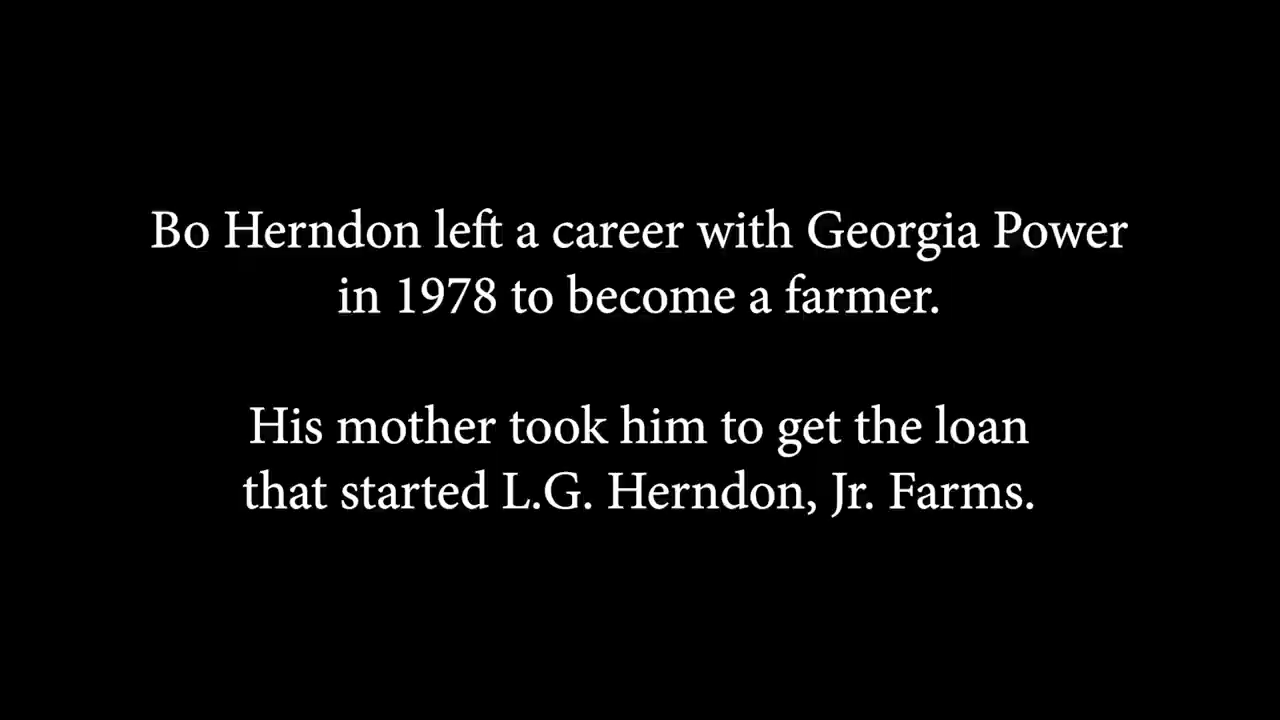 Bo Herndon left a career with Georgia Power
in 1978 to become a farmer.
His mother took him to get the loan
that started L.G. Herndon, Jr. Farms.